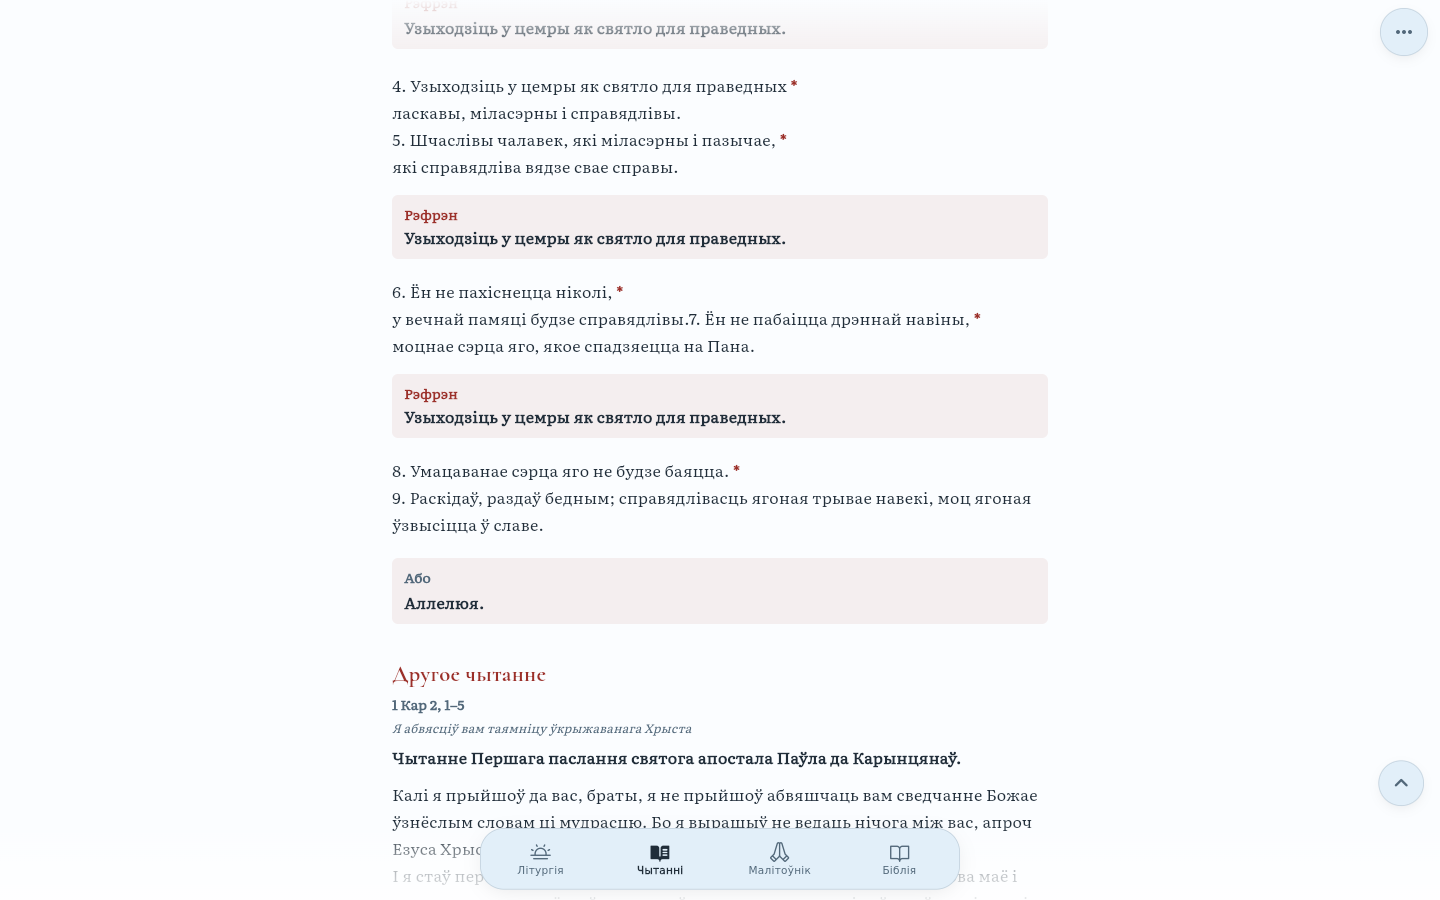 Рэфрэн
Узыходзіць у цемры як святло для праведных.
4. Узыходзіць у цемры як святло для праведных *
ласкавы, міласэрны і справядлівы.
5. Шчаслівы чалавек, які міласэрны і пазычае, *
які справядліва вядзе свае справы.
Рэфрэн
Узыходзіць у цемры як святло для праведных.
6. Ён не пахіснецца ніколі, *
у вечнай памяці будзе справядлівы.7. Ён не пабаіцца дрэннай навіны, *
моцнае сэрца яго, якое спадзяецца на Пана.
Рэфрэн
Узыходзіць у цемры як святло для праведных.
8. Умацаванае сэрца яго не будзе баяцца. *
9. Раскідаў, раздаў бедным; справядлівасць ягоная трывае навекі, моц ягоная
ўзвысіцца ў славе.
Або
Аллелюя.
Другое чытанне
1 Кар 2, 1–5
Я абвясціў вам таямніцу ўкрыжаванага Хрыста
Чытанне Першага паслання святога апостала Паўла да Карынцянаў.
Калі я прыйшоў да вас, браты, я не прыйшоў абвяшчаць вам сведчанне Божае
ўзнёслым словам ці мудрасцю. Бо я вырашыў не ведаць нічога між вас, апроч
Езуса
І я стаў маё і
Літургія
Чытанні
Малітоўнік
Біблія